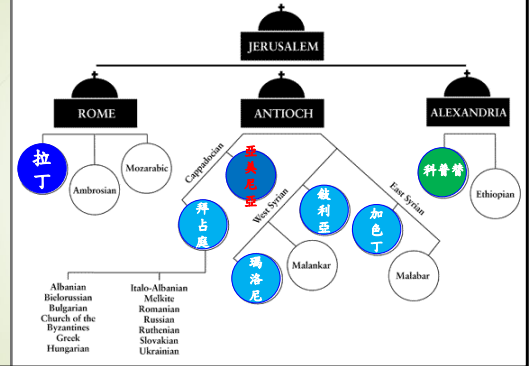 JERUSALEM
ROME
ANTIOCH
ALEXANDRIA
拉丁
Ambrosian
Mozarabic
Cappadocian
亞美尼亞
拜占庭
West Syrian
敍利亞
瑪洛尼
Malankar
East Syrian
加色丁
Malabar
科普替
Ethiopian
Albanian
Bielorussian
Bulgarian
Church of the
Byzantines
Greek
Hungarian
Italo-Albanian
Melkite
Romanian
Russian
Ruthenian
Slovakian
Ukrainian